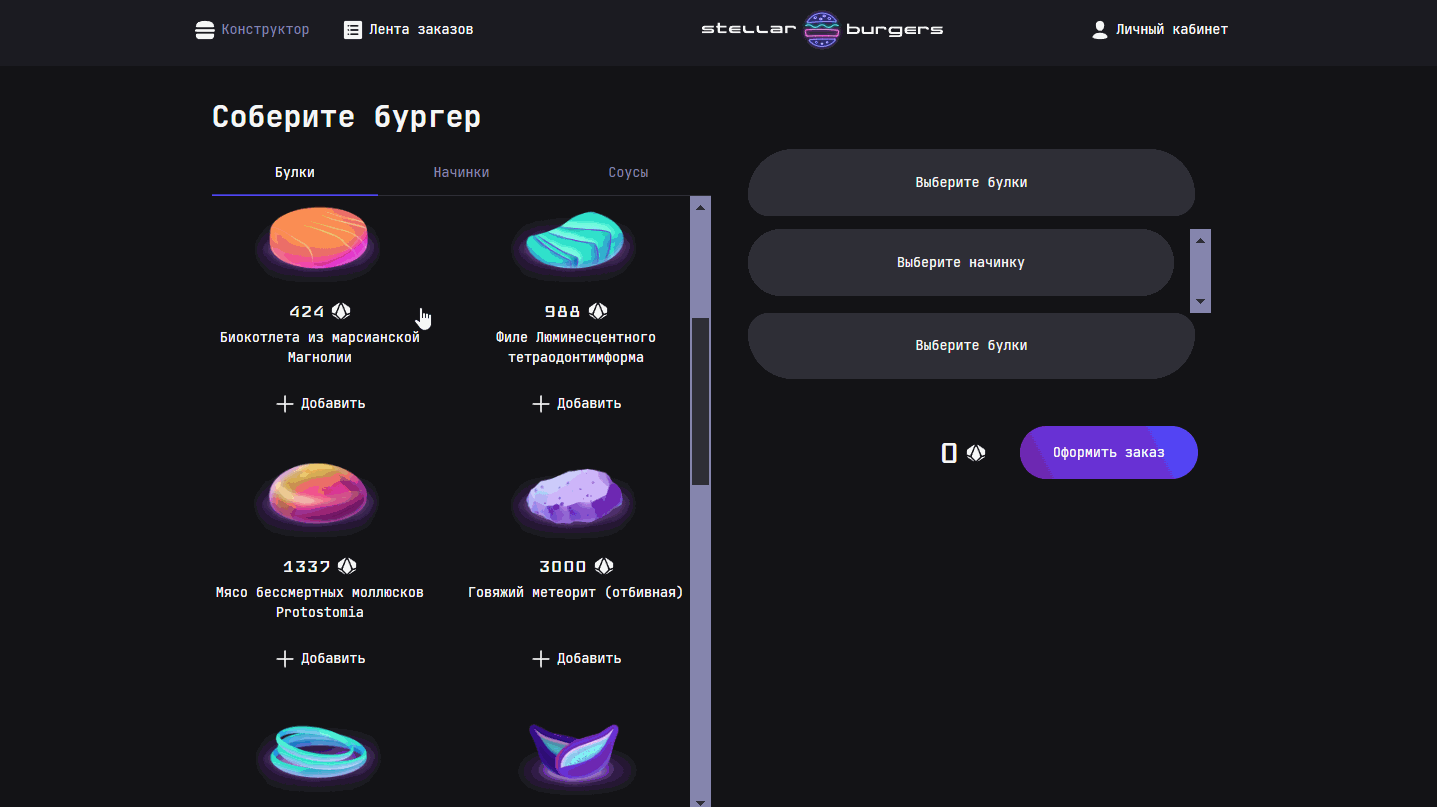 Конструктор
Лента заказов
stellar burgers
Личный кабинет
Соберите бургер
Булки
Начинки
Соусы
424
988
Биокотлета из марсианской
Магнолии
Филе Люминесцентного
тетраодонтимформа
Добавить
Добавить
1337
3000
Мясо бессмертных моллюсков
Protostomia
Говяжий метеорит (отбивная)
Добавить
Добавить
Выберите булки
Выберите начинку
Выберите булки
0
Оформить заказ